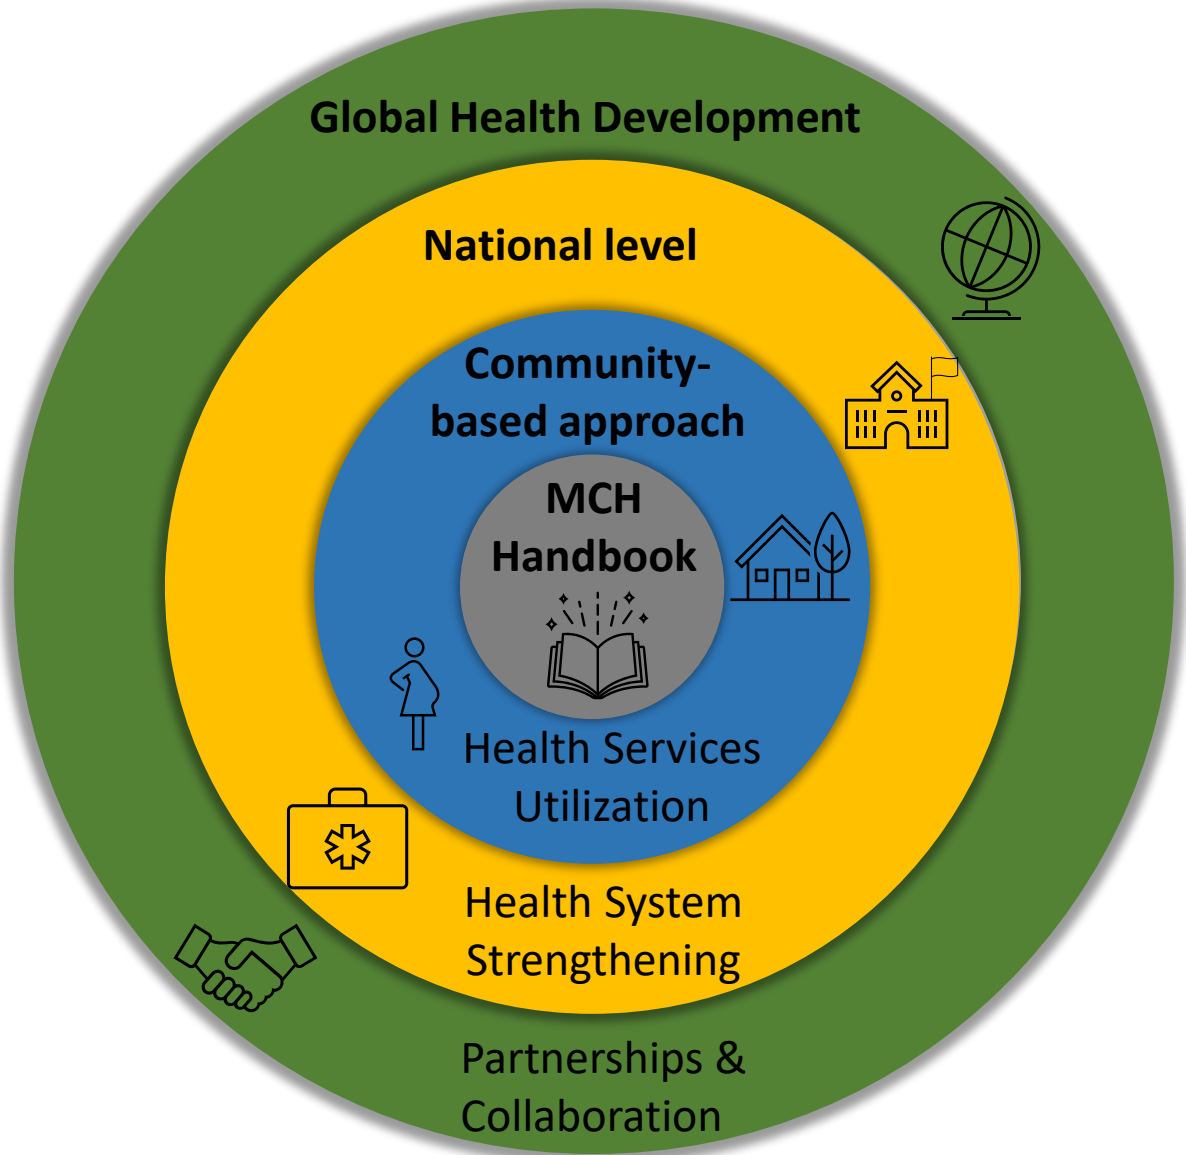 Global Health Development
National level
Community-
based approach
MCH
Handbook
Health Services
Utilization
Health System
Strengthening
Partnerships &
Collaboration